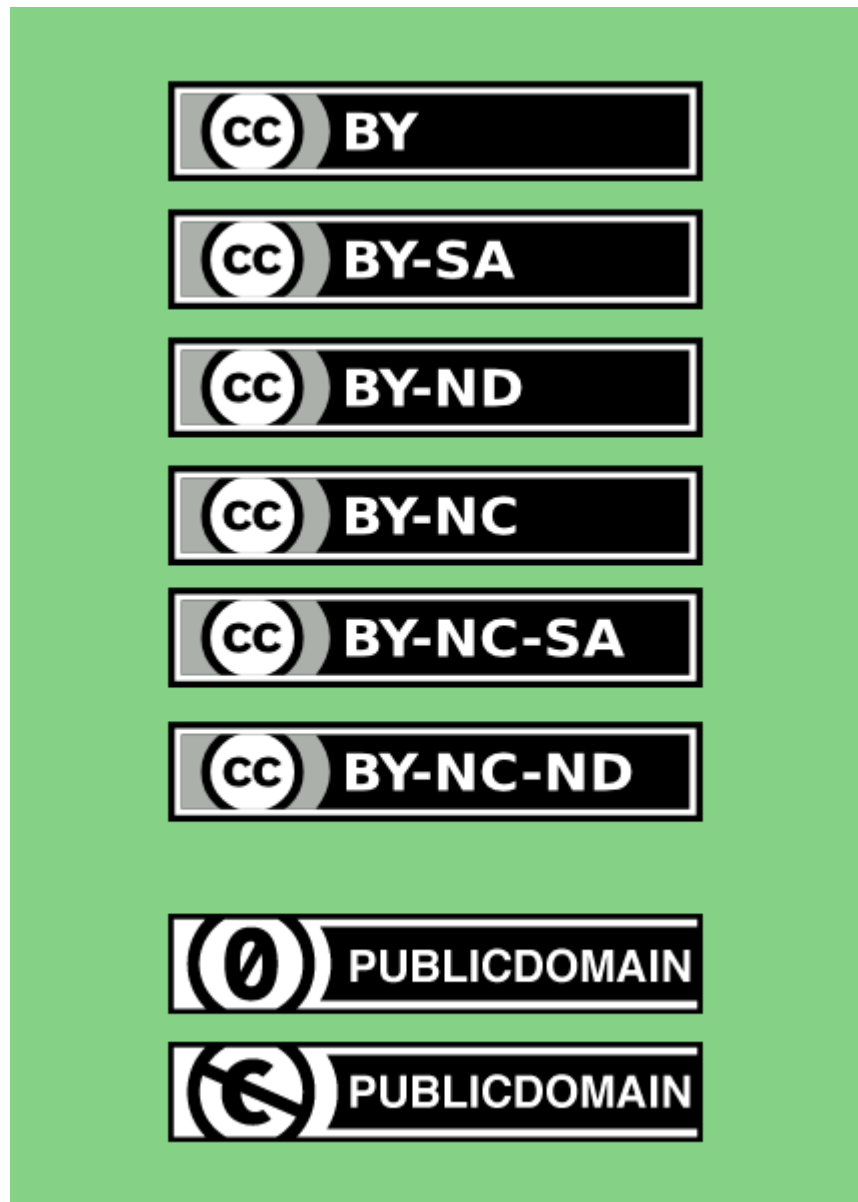 cc BY
cc BY-SA
cc BY-ND
cc BY-NC
cc BY-NC-SA
cc BY-NC-ND
0 PUBLICDOMAIN
C PUBLICDOMAIN